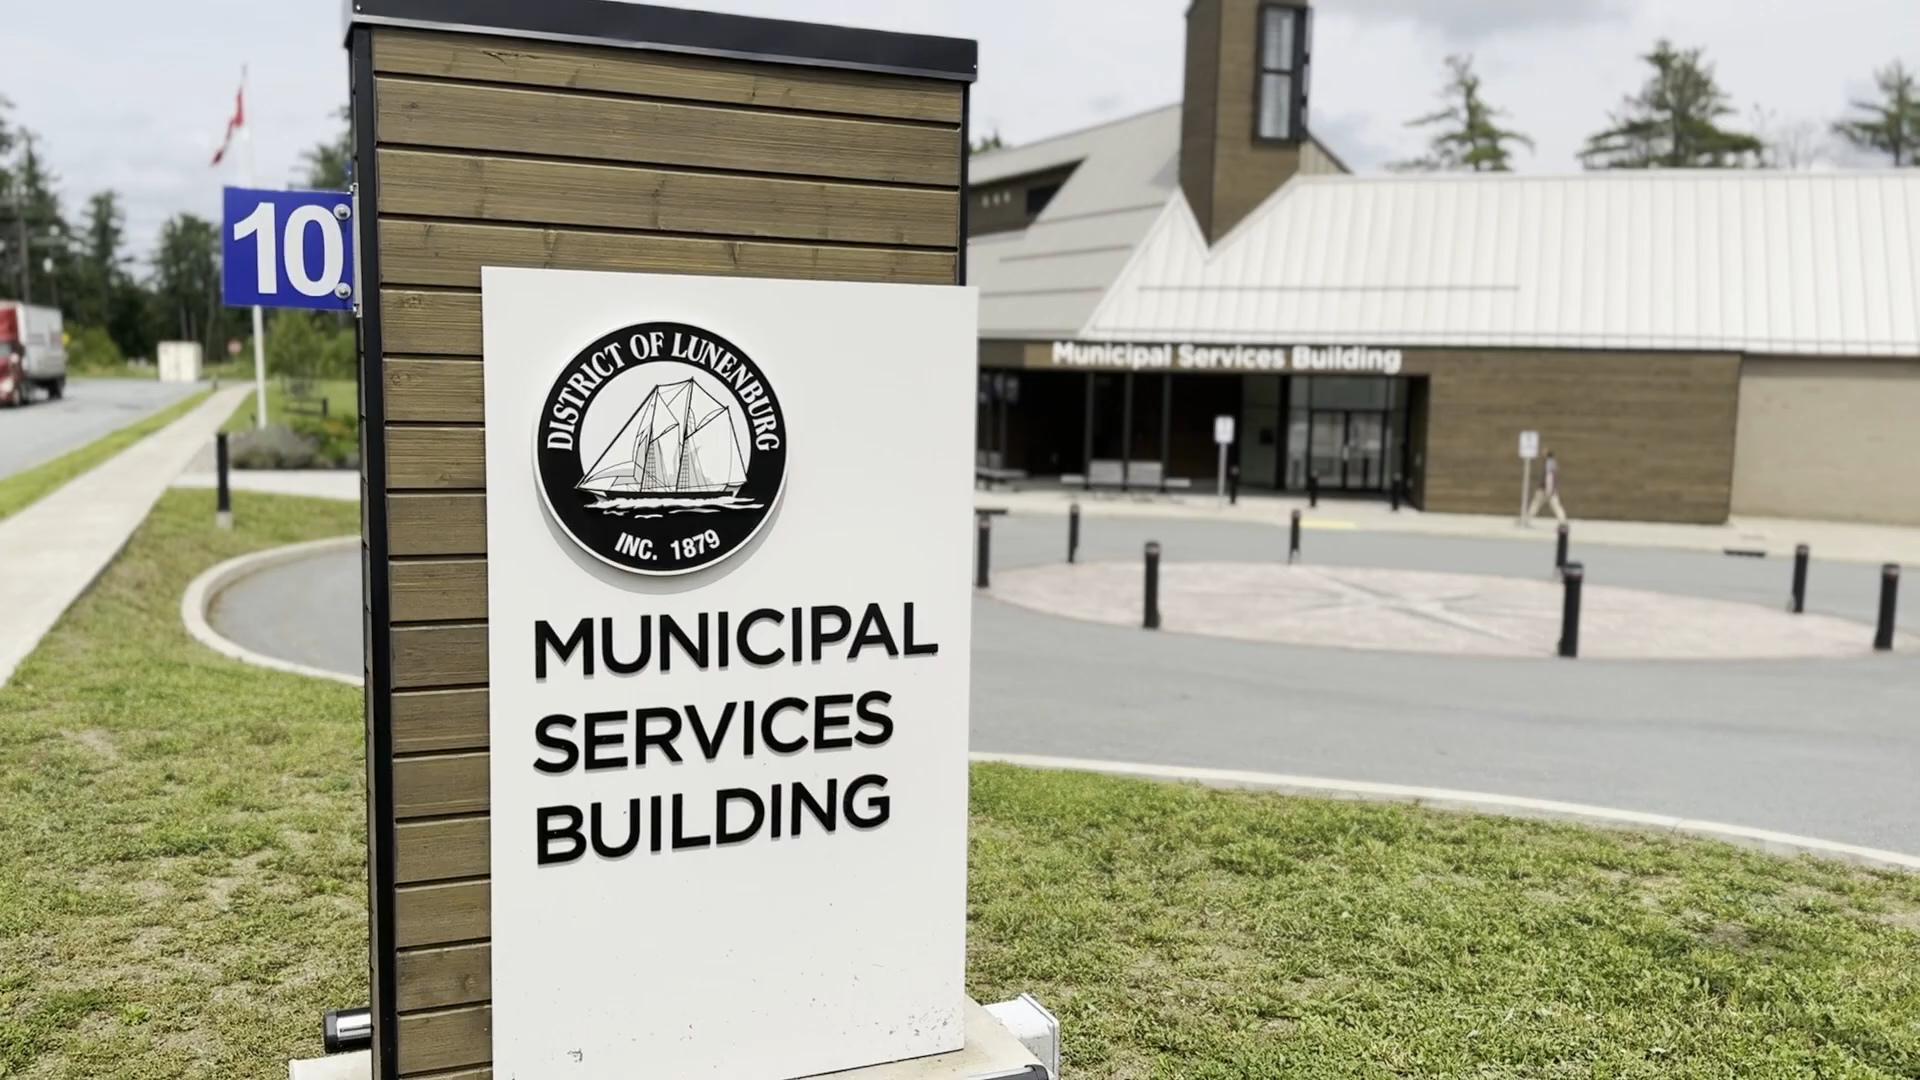 10
DISTRICT OF LUNENBURG
INC. 1879
MUNICIPAL
SERVICES
BUILDING
Municipal Services Building